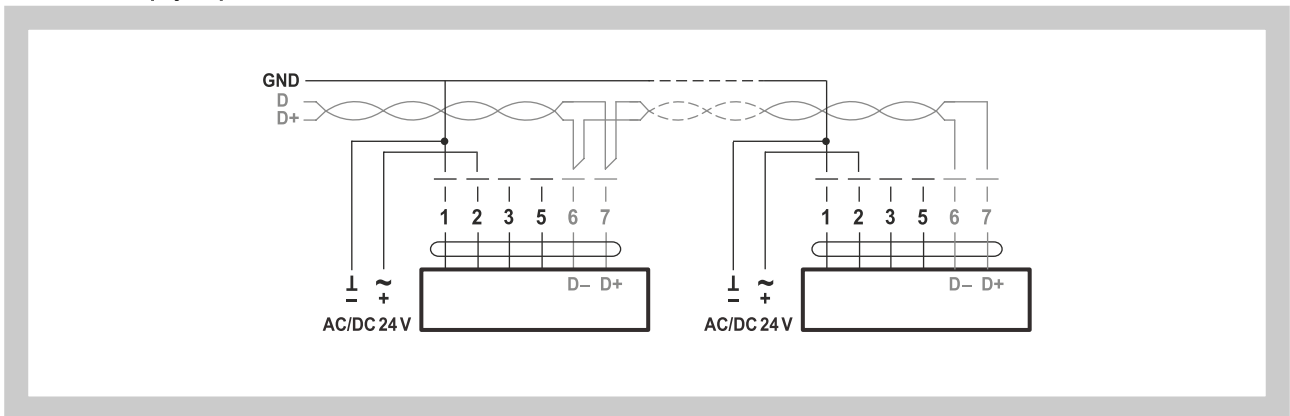 GND
D
D+
1 2 3 5 6 7 1 2 3 5 6 7
⊥ ~ D– D+ ⊥ ~ D– D+
– + – +
AC/DC 24 V AC/DC 24 V